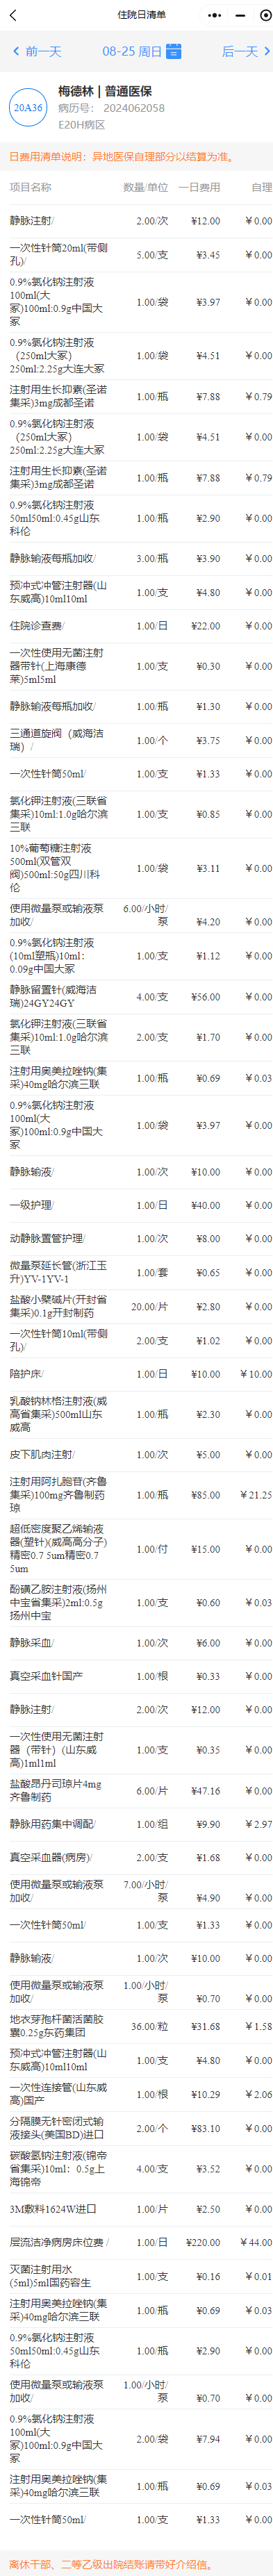 住院日清单
前一天 08-25 周日 后一天
20A36
梅德林 | 普通医保
病历号： 2024062058
E20H病区
日费用清单说明：异地医保自理部分以结算为准。
项目名称 数量/单位 一日费用 自理
静脉注射/ 2.00/次 ¥12.00 ￥0.00
一次性针筒20ml(带侧
孔)/ 5.00/支 ¥3.45 ￥0.00
0.9%氯化钠注射液
100ml(大
冢)100ml:0.9g中国大
冢 1.00/袋 ¥3.97 ￥0.00
0.9%氯化钠注射液
（250ml大冢）
250ml:2.25g大连大冢 1.00/袋 ¥4.51 ￥0.00
注射用生长抑素(圣诺
集采)3mg成都圣诺 1.00/瓶 ¥7.88 ￥0.79
0.9%氯化钠注射液
（250ml大冢）
250ml:2.25g大连大冢 1.00/袋 ¥4.51 ￥0.00
注射用生长抑素(圣诺
集采)3mg成都圣诺 1.00/瓶 ¥7.88 ￥0.79
0.9%氯化钠注射液
50ml50ml:0.45g山东
科伦 1.00/瓶 ¥2.90 ￥0.00
静脉输液每瓶加收/ 3.00/瓶 ¥3.90 ￥0.00
预冲式冲管注射器(山
东威高)10ml10ml 1.00/支 ¥4.80 ￥0.00
住院诊查费/ 1.00/日 ¥22.00 ￥0.00
一次性使用无菌注射
器带针(上海康德
莱)5ml5ml 1.00/支 ¥0.30 ￥0.00
静脉输液每瓶加收/ 1.00/瓶 ¥1.30 ￥0.00
三通道旋阀（威海洁
瑞）/ 1.00/个 ¥3.75 ￥0.00
一次性针筒50ml/ 1.00/支 ¥1.33 ￥0.00
氯化钾注射液(三联省
集采)10ml:1.0g哈尔滨
三联 1.00/支 ¥0.85 ￥0.00
10%葡萄糖注射液
500ml(双管双
阀)500ml:50g四川科
伦 1.00/袋 ¥3.11 ￥0.00
使用微量泵或输液泵
加收/ 6.00/小时/
泵 ¥4.20 ￥0.00
0.9%氯化钠注射液
(10ml塑瓶)10ml：
0.09g中国大冢 1.00/支 ¥1.12 ￥0.00
静脉留置针(威海洁
瑞)24GY24GY 4.00/支 ¥56.00 ￥0.00
氯化钾注射液(三联省
集采)10ml:1.0g哈尔滨
三联 2.00/支 ¥1.70 ￥0.00
注射用奥美拉唑钠(集
采)40mg哈尔滨三联 1.00/瓶 ¥0.69 ￥0.03
0.9%氯化钠注射液
100ml(大
冢)100ml:0.9g中国大
冢 1.00/袋 ¥3.97 ￥0.00
静脉输液/ 1.00/次 ¥10.00 ￥0.00
一级护理/ 1.00/日 ¥40.00 ￥0.00
动静脉置管护理/ 1.00/次 ¥8.00 ￥0.00
微量泵延长管(浙江玉
升)YV-1YV-1 1.00/套 ¥0.65 ￥0.00
盐酸小檗碱片(开封省
集采)0.1g开封制药 20.00/片 ¥2.80 ￥0.00
一次性针筒10ml(带侧
孔)/ 2.00/支 ¥1.02 ￥0.00
陪护床/ 1.00/日 ¥10.00 ￥10.00
乳酸钠林格注射液(威
高省集采)500ml山东
威高 1.00/瓶 ¥2.30 ￥0.00
皮下肌肉注射/ 1.00/次 ¥5.00 ￥0.00
注射用阿扎胞苷(齐鲁
集采)100mg齐鲁制药
琼 1.00/瓶 ¥85.00 ￥21.25
超低密度聚乙烯输液
器(塑针)(威高高分子)
精密0.7 5um精密0.7
5um 1.00/付 ¥15.00 ￥0.00
酚磺乙胺注射液(扬州
中宝省集采)2ml:0.5g
扬州中宝 1.00/支 ¥0.60 ￥0.03
静脉采血/ 1.00/次 ¥6.00 ￥0.00
真空采血针国产 1.00/根 ¥0.33 ￥0.00
静脉注射/ 2.00/次 ¥12.00 ￥0.00
一次性使用无菌注射
器（带针）(山东威
高)1ml1ml 1.00/支 ¥0.35 ￥0.00
盐酸昂丹司琼片4mg
齐鲁制药 6.00/片 ¥47.16 ￥0.00
静脉用药集中调配/ 1.00/组 ¥9.90 ￥2.97
真空采血器(病房)/ 2.00/支 ¥1.68 ￥0.00
使用微量泵或输液泵
加收/ 7.00/小时/
泵 ¥4.90 ￥0.00
一次性针筒50ml/ 1.00/支 ¥1.33 ￥0.00
静脉输液/ 1.00/次 ¥10.00 ￥0.00
使用微量泵或输液泵
加收/ 1.00/小时/
泵 ¥0.70 ￥0.00
地衣芽孢杆菌活菌胶
囊0.25g东药集团 36.00/粒 ¥31.68 ￥1.58
预冲式冲管注射器(山
东威高)10ml10ml 1.00/支 ¥4.80 ￥0.00
一次性连接管(山东威
高)国产 1.00/根 ¥10.29 ￥2.06
分隔膜无针密闭式输
液接头(美国BD)进口 2.00/个 ¥83.10 ￥0.00
碳酸氢钠注射液(锦帝
省集采)10ml：0.5g上
海锦帝 4.00/支 ¥3.52 ￥0.00
3M敷料1624W进口 1.00/片 ¥2.50 ￥0.00
层流洁净病房床位费 / 1.00/日 ¥220.00 ￥44.00
灭菌注射用水
(5ml)5ml国药容生 1.00/支 ¥0.16 ￥0.01
注射用奥美拉唑钠(集
采)40mg哈尔滨三联 1.00/瓶 ¥0.69 ￥0.03
0.9%氯化钠注射液
50ml50ml:0.45g山东
科伦 1.00/瓶 ¥2.90 ￥0.00
使用微量泵或输液泵
加收/ 1.00/小时/
泵 ¥0.70 ￥0.00
0.9%氯化钠注射液
100ml(大
冢)100ml:0.9g中国大
冢 2.00/袋 ¥7.94 ￥0.00
注射用奥美拉唑钠(集
采)40mg哈尔滨三联 1.00/瓶 ¥0.69 ￥0.03
一次性针筒50ml/ 1.00/支 ¥1.33 ￥0.00
离休干部、二等乙级出院结账请带好介绍信。